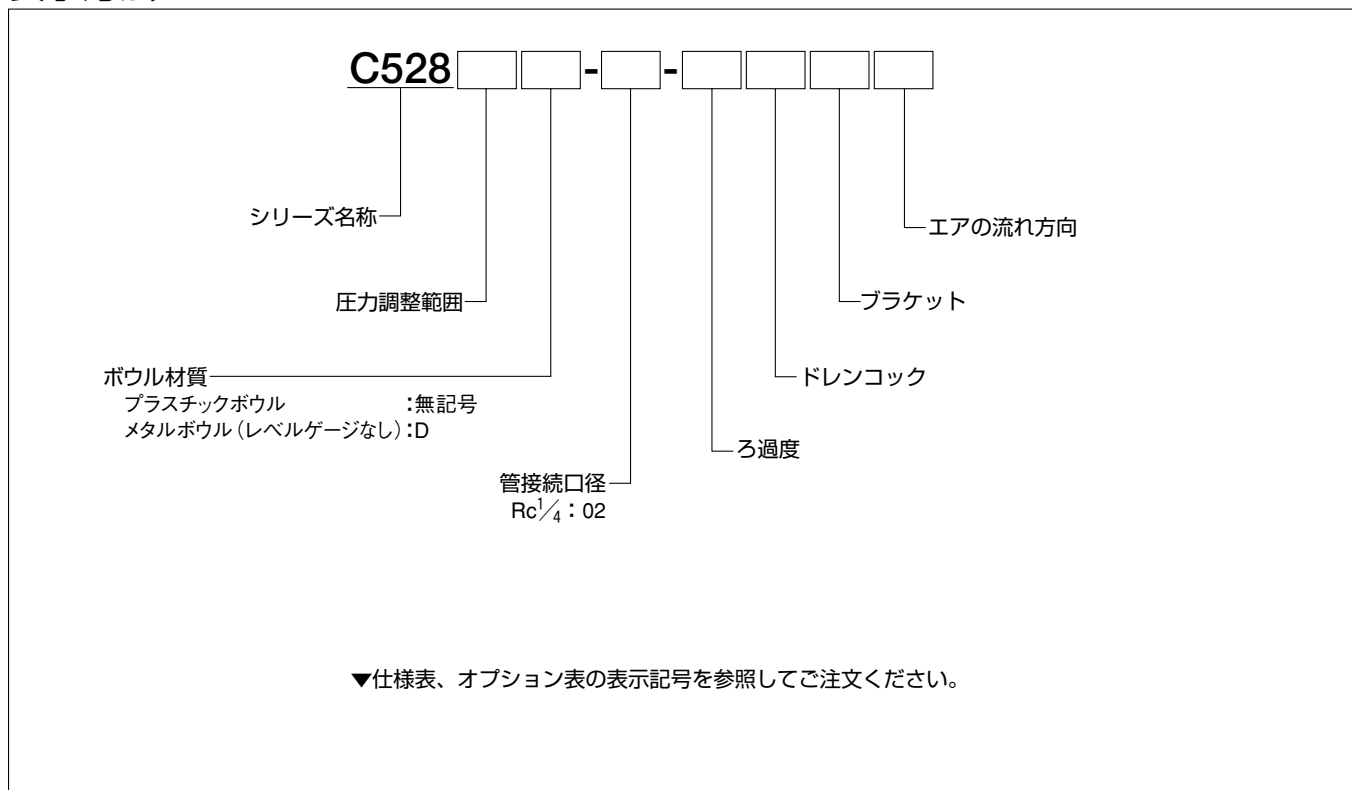 C528 - -
シリーズ名称
エアの流れ方向
圧力調整範囲
ブラケット
ボウル材質
ドレンコック
プラスチックボウル :無記号
メタルボウル(レベルゲージなし):D
ろ過度
管接続口径
Rc1/4:02
▼仕様表、オプション表の表示記号を参照してご注文ください。